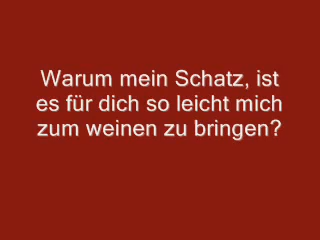 Warum mein Schatz, ist
es für dich so leicht mich
zum weinen zu bringen?